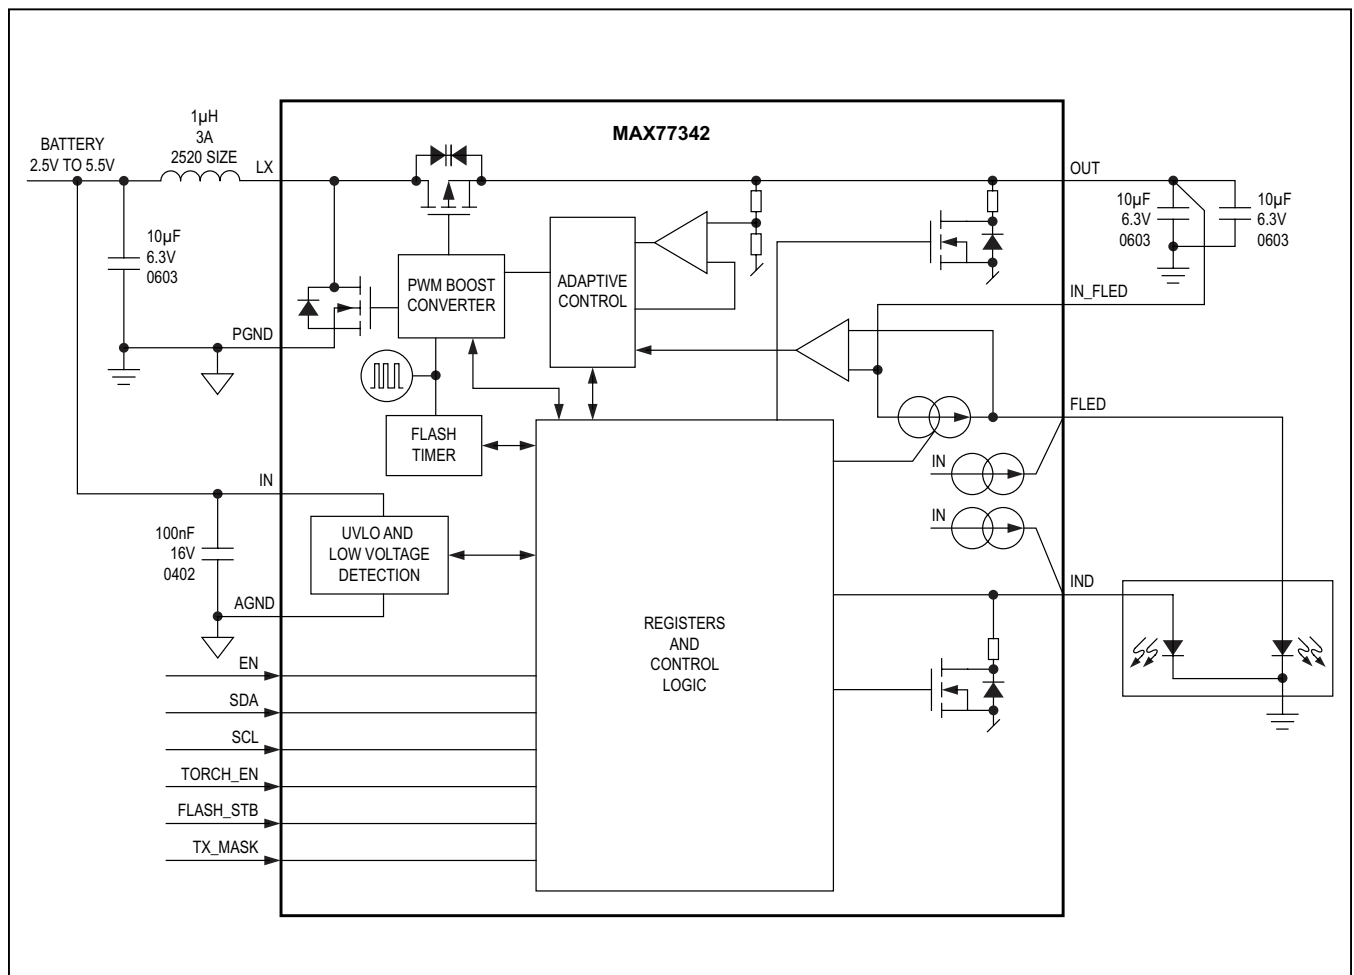 MAX77342
BATTERY
2.5V TO 5.5V
1µH
3A
2520 SIZE
LX
10µF
6.3V
0603
PGND
PWM BOOST
CONVERTER
ADAPTIVE
CONTROL
OUT
10µF
6.3V
0603
10µF
6.3V
0603
IN_FLED
FLED
FLASH
TIMER
IN
IN
IN
100nF
16V
0402
UVLO AND
LOW VOLTAGE
DETECTION
AGND
IND
REGISTERS
AND
CONTROL
LOGIC
EN
SDA
SCL
TORCH_EN
FLASH_STB
TX_MASK